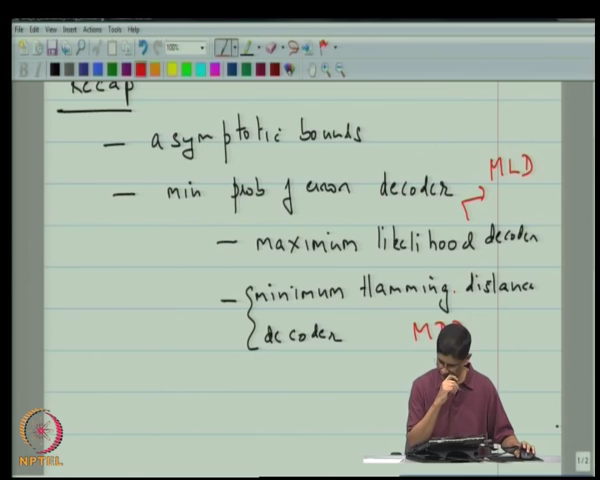 File Edit View Insert Actions Tools Help
100%
Recap
— asymptotic bounds
— min prob of error decoder
MLD
— maximum likelihood decoder
— minimum Hamming distance
decoder
NPTEL
1/2